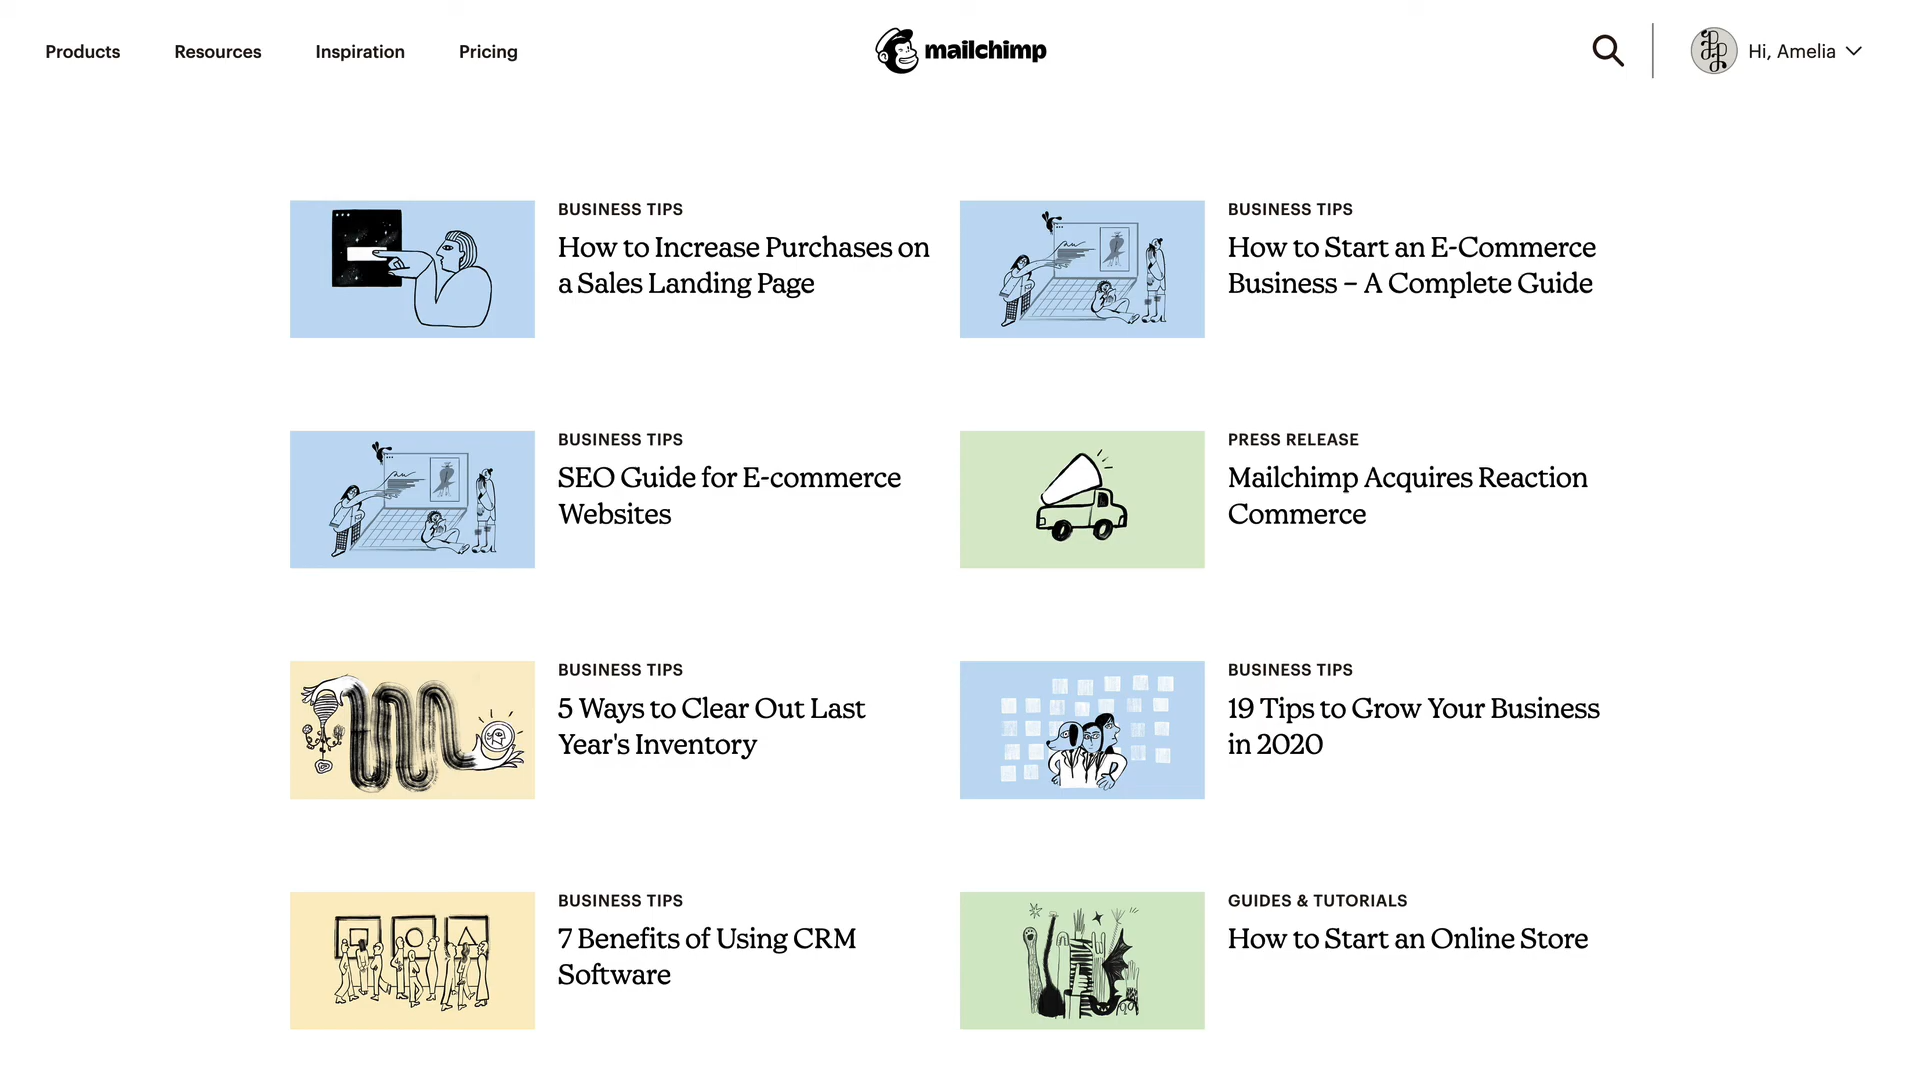 Products
Resources
Inspiration
Pricing
mailchimp
Hi, Amelia
BUSINESS TIPS
How to Increase Purchases on
a Sales Landing Page
BUSINESS TIPS
How to Start an E-Commerce
Business – A Complete Guide
BUSINESS TIPS
SEO Guide for E-commerce
Websites
PRESS RELEASE
Mailchimp Acquires Reaction
Commerce
BUSINESS TIPS
5 Ways to Clear Out Last
Year's Inventory
BUSINESS TIPS
19 Tips to Grow Your Business
in 2020
BUSINESS TIPS
7 Benefits of Using CRM
Software
GUIDES & TUTORIALS
How to Start an Online Store